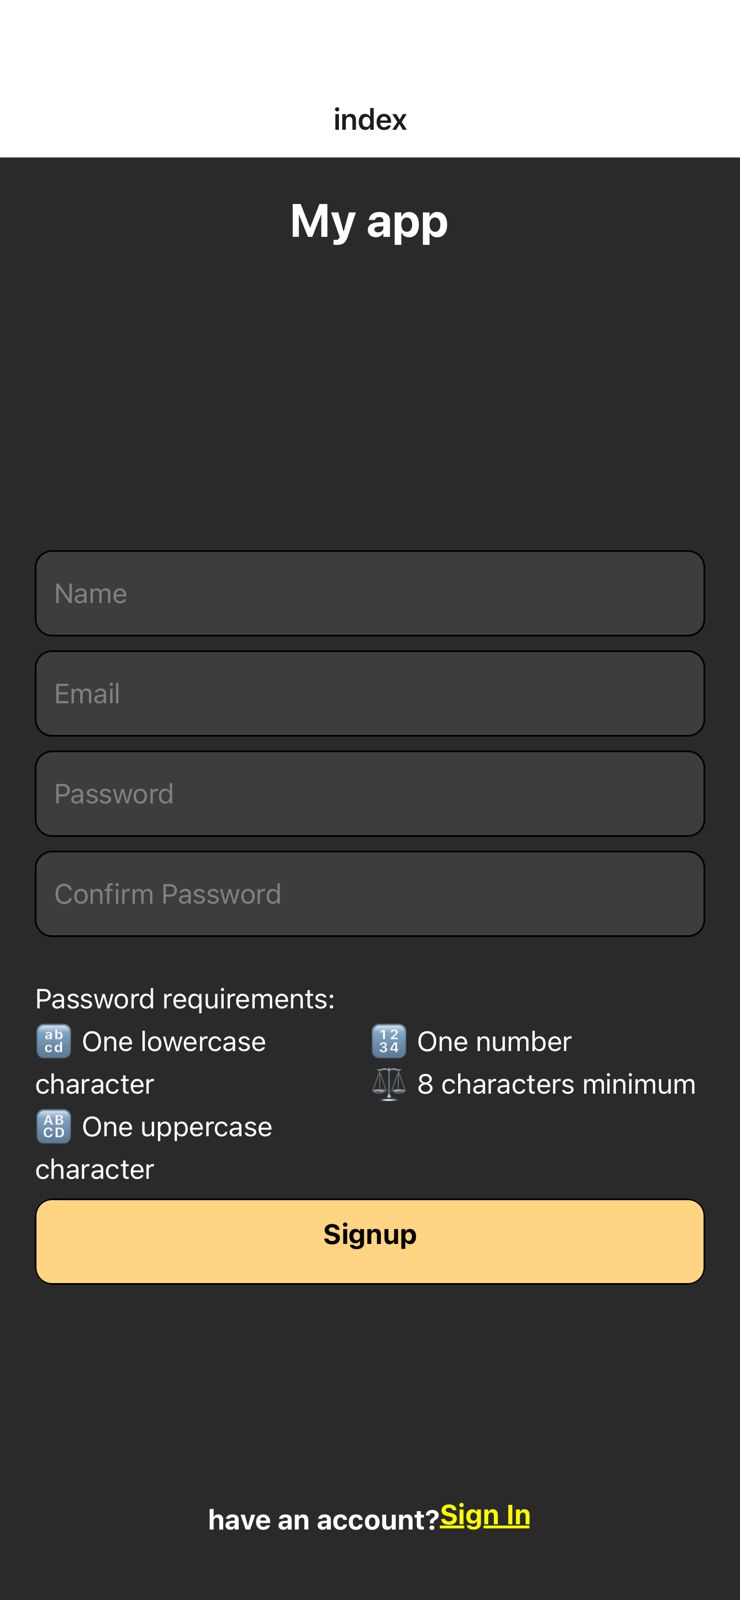 index
My app
Name
Email
Password
Confirm Password
Password requirements:
🔡 One lowercase
character
🔠 One uppercase
character
🔢 One number
⚖️ 8 characters minimum
Signup
have an account?Sign In